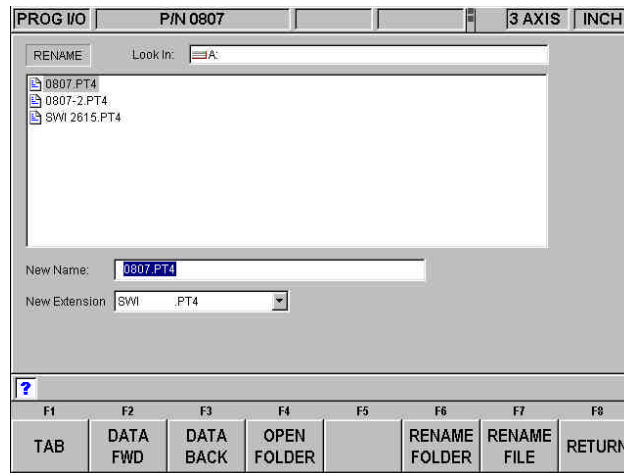 PROG I/O P/N 0807 3 AXIS INCH
RENAME Look In: A:
0807.PT4
0807-2.PT4
SWI 2615.PT4
New Name: 0807.PT4
New Extension SWI .PT4
?
F1 F2 F3 F4 F5 F6 F7 F8
TAB DATA FWD DATA BACK OPEN FOLDER RENAME FOLDER RENAME FILE RETURN